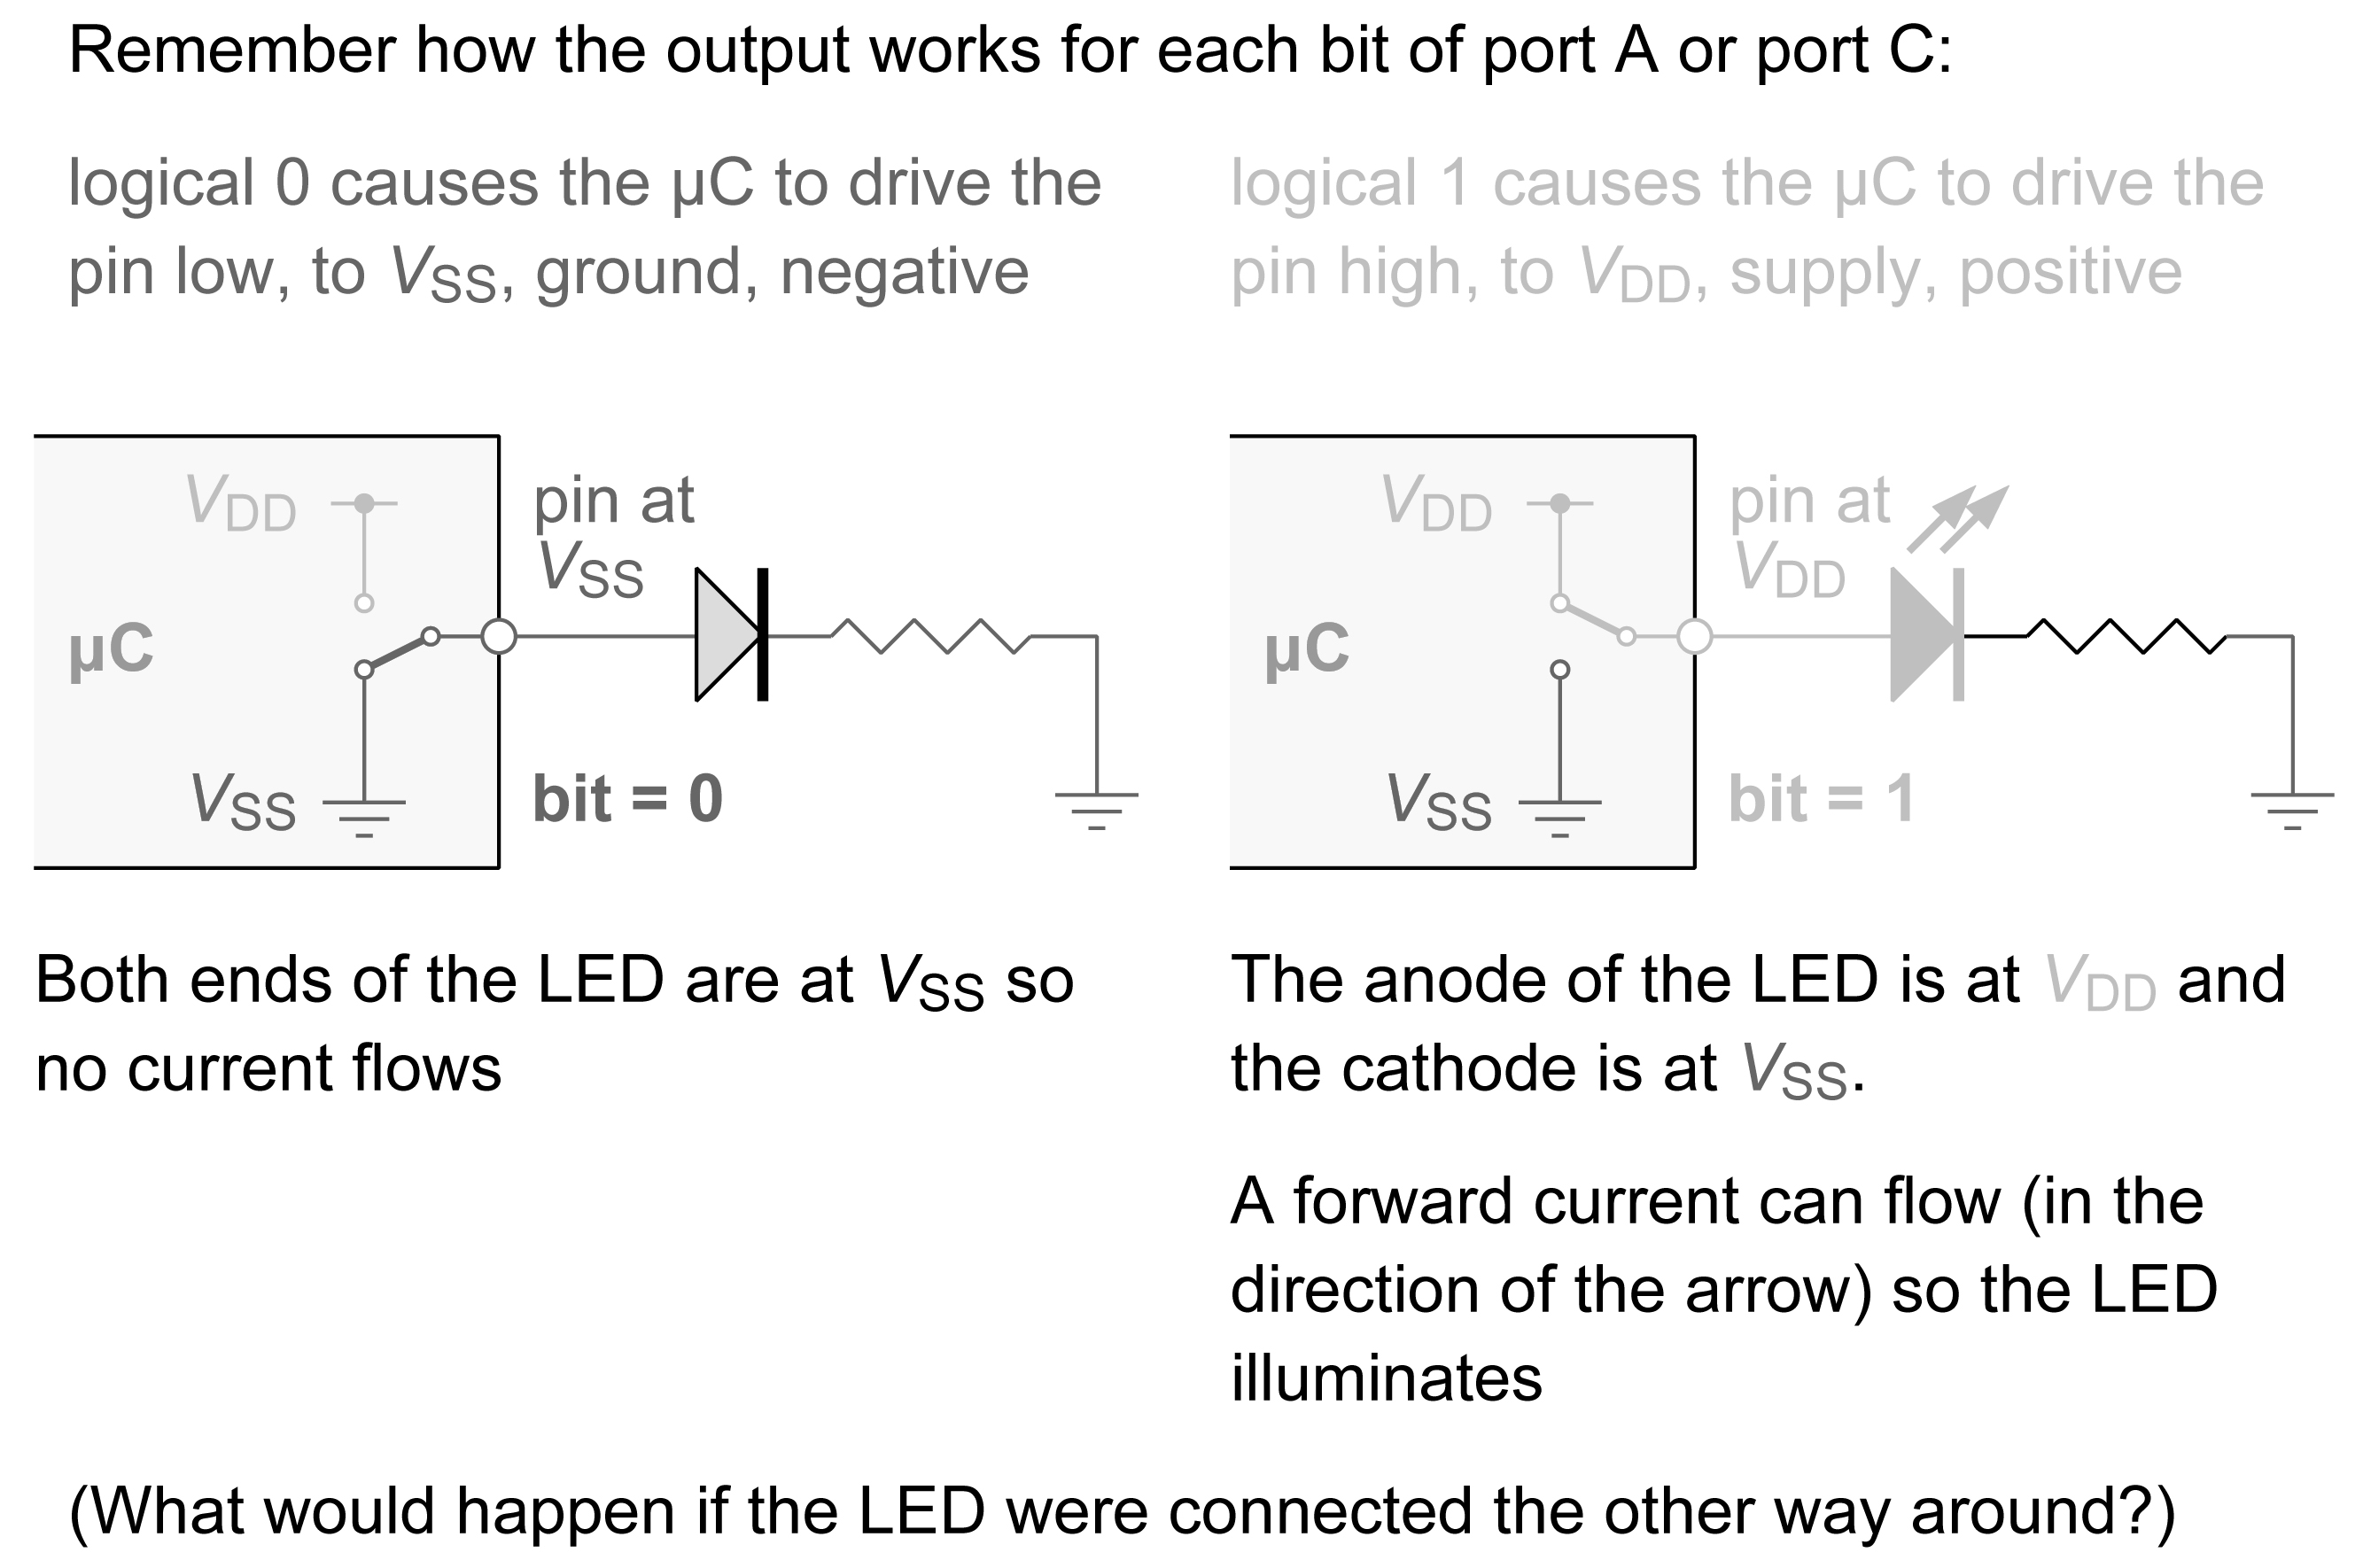 Remember how the output works for each bit of port A or port C:
logical 0 causes the µC to drive the
pin low, to VSS, ground, negative
logical 1 causes the µC to drive the
pin high, to VDD, supply, positive
VDD
pin at
VSS
µC
VSS
bit = 0
VDD
pin at
VDD
µC
VSS
bit = 1
Both ends of the LED are at VSS so
no current flows
The anode of the LED is at VDD and
the cathode is at VSS.
A forward current can flow (in the
direction of the arrow) so the LED
illuminates
(What would happen if the LED were connected the other way around?)